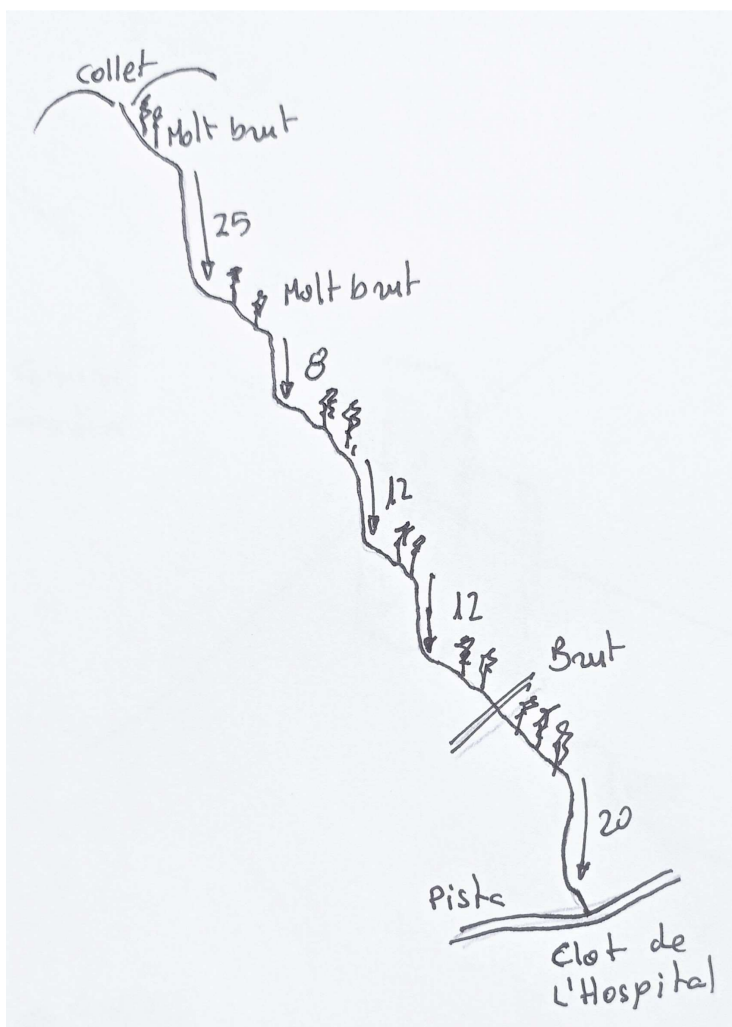 Collet
Molt brut
25
Molt brut
8
12
12
Brut
20
Pista
Clot de
L'Hospital